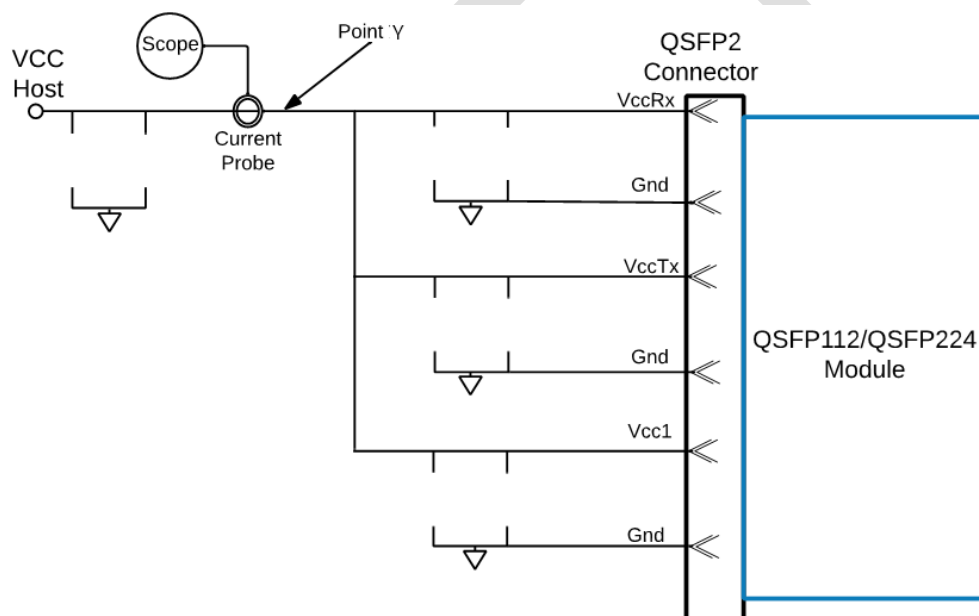 Scope
Point Y
VCC
Host
QSFP2
Connector
VccRx
Current
Probe
Gnd
VccTx
QSFP112/QSFP224
Module
Gnd
Vcc1
Gnd